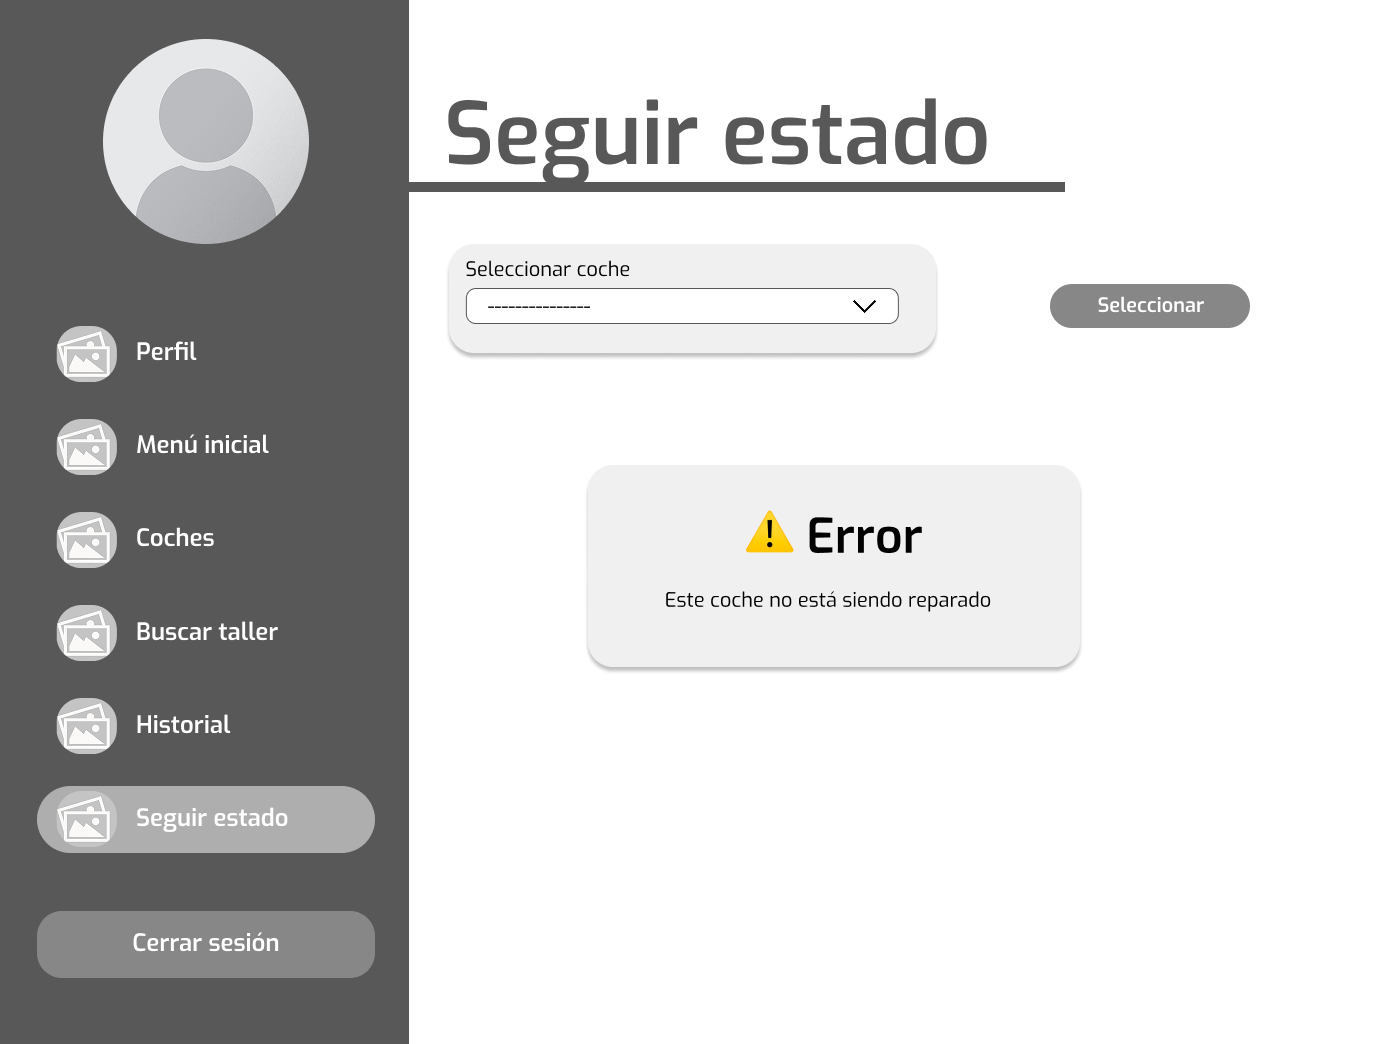 Seguir estado
Seleccionar coche
---------------
Seleccionar
Perfil
Menú inicial
Coches
Buscar taller
Historial
Seguir estado
Cerrar sesión
Error
Este coche no está siendo reparado